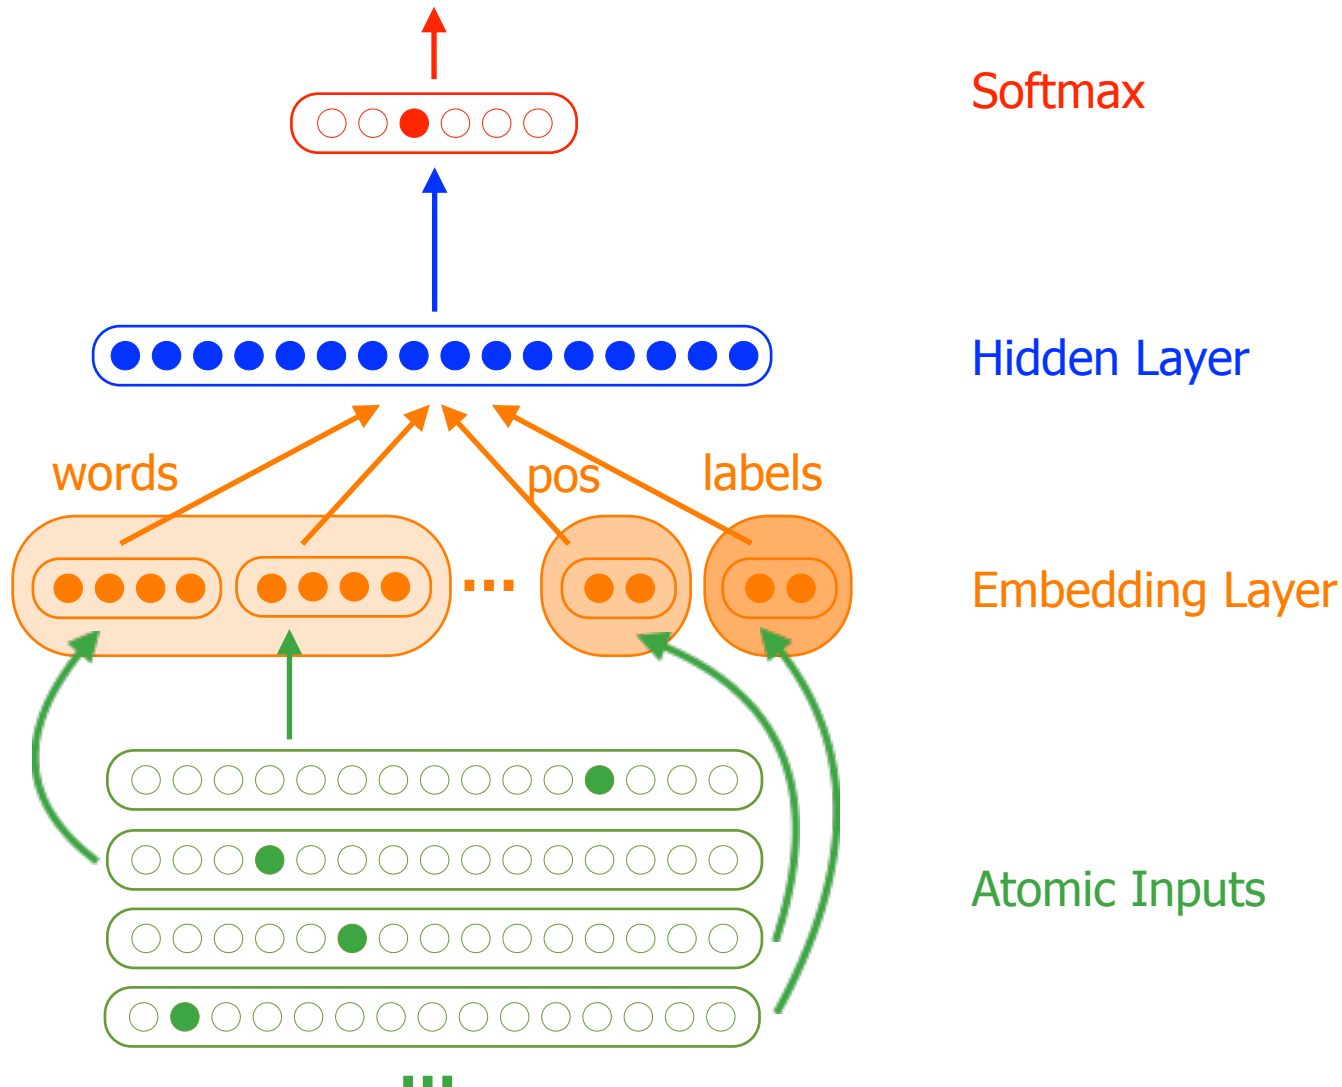 Softmax
Hidden Layer
words
pos
labels
...
Embedding Layer
Atomic Inputs
...